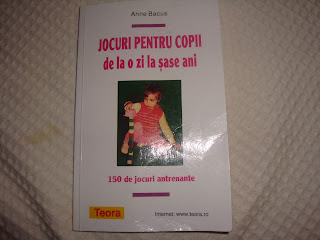 Anne Bacus
JOCURI PENTRU COPII
de la o zi la șase ani
150 de jocuri antrenante
Teora
Internet: www.teora.ro